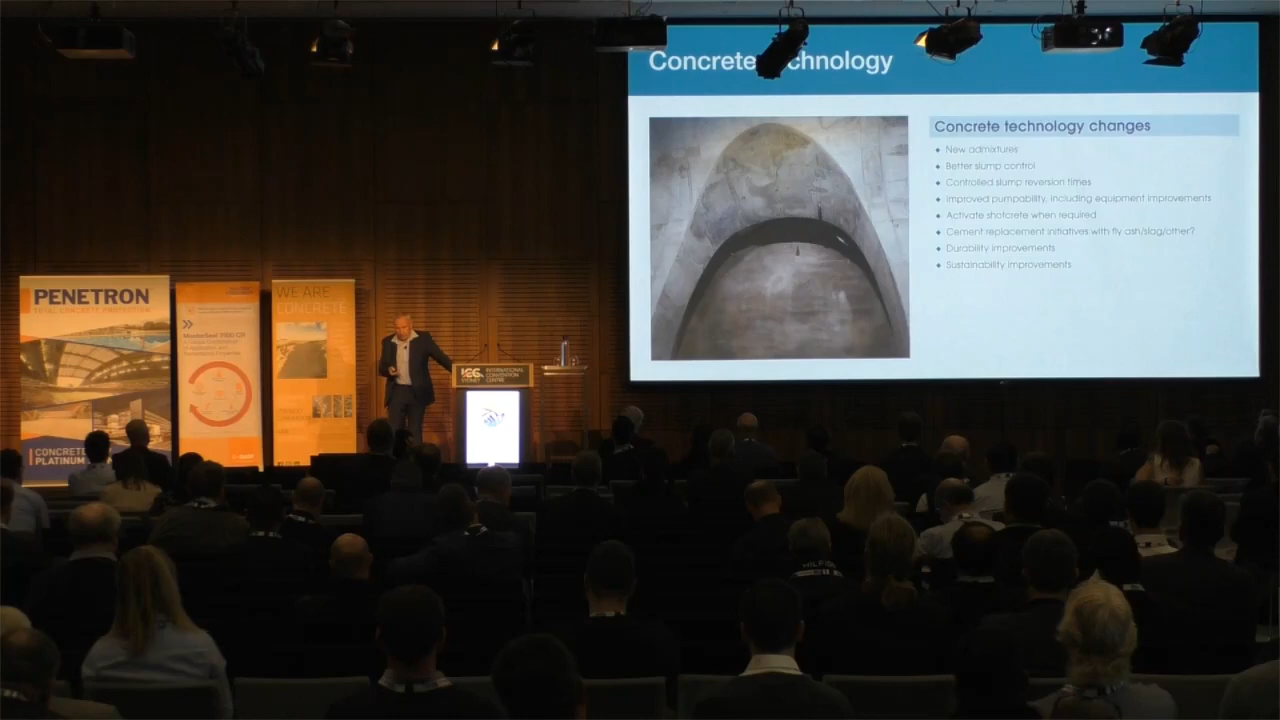 Concrete chnology
Concrete technology changes
New admixtures
Better slump control
Controlled slump reversion times
Improved pumpability, including equipment improvements
Activate shotcrete when required
Cement replacement initiatives with fly ash/slag/other?
Durability improvements
Sustainability improvements
PENETRON
TOTAL CONCRETE PROTECTION
CONCRETE
PLATINUM
WE ARE
CONCRETE
ICC
SYDNEY
INTERNATIONAL
CONVENTION
CENTRE